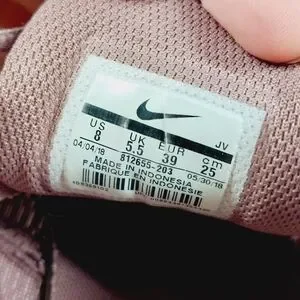 US UK EUR cm JV
8 5.5 39 25
04/04/18 812655-203 05/30/18
MADE IN INDONESIA
FABRIQUE EN INDONESIE